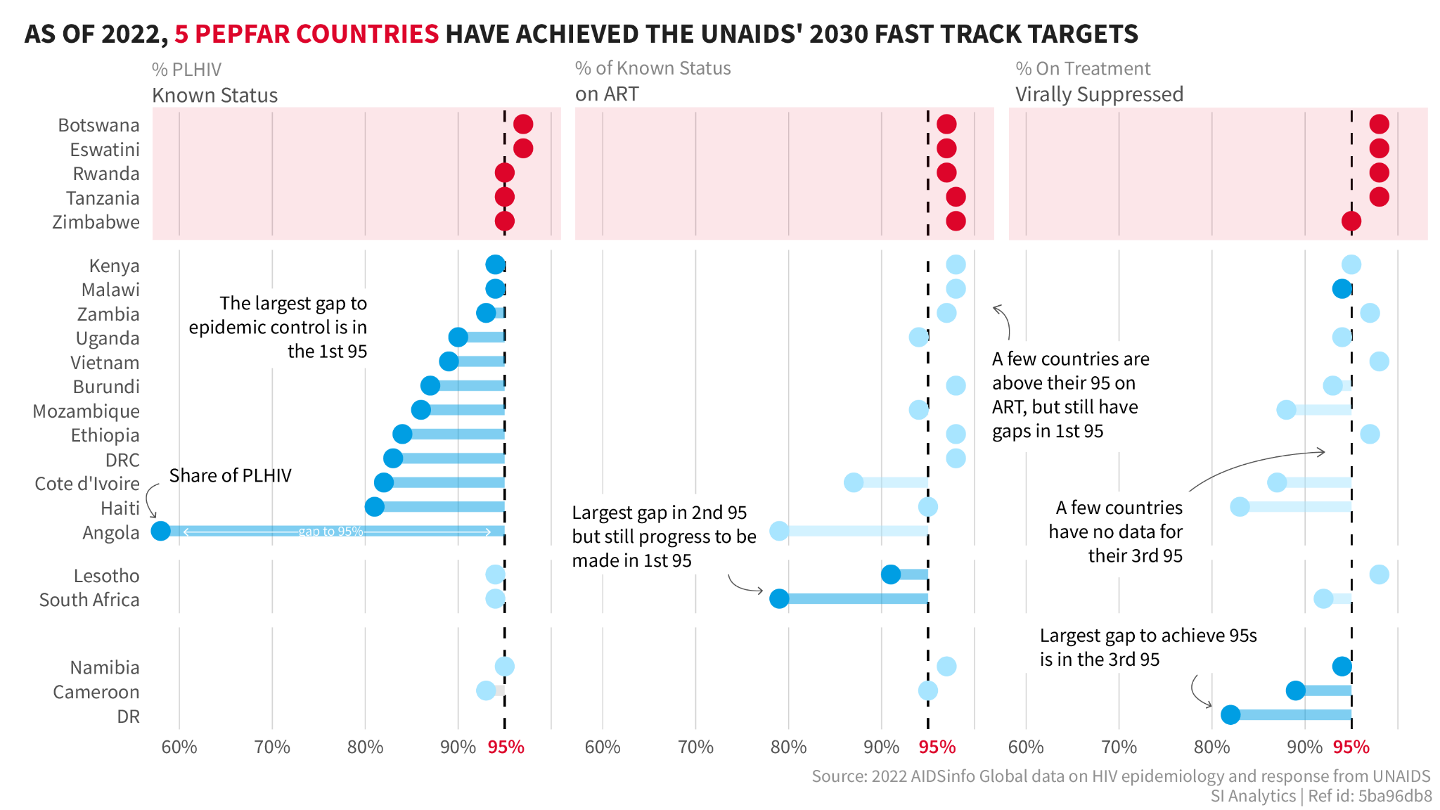 AS OF 2022, 5 PEPFAR COUNTRIES HAVE ACHIEVED THE UNAIDS' 2030 FAST TRACK TARGETS
% PLHIV
Known Status
% of Known Status
on ART
% On Treatment
Virally Suppressed
Botswana
Eswatini
Rwanda
Tanzania
Zimbabwe
Kenya
Malawi
Zambia
Uganda
Vietnam
Burundi
Mozambique
Ethiopia
DRC
Cote d'Ivoire
Haiti
Angola
Lesotho
South Africa
Namibia
Cameroon
DR
The largest gap to
epidemic control is in
the 1st 95
Share of PLHIV
gap to 95%
Largest gap in 2nd 95
but still progress to be
made in 1st 95
A few countries are
above their 95 on
ART, but still have
gaps in 1st 95
A few countries
have no data for
their 3rd 95
Largest gap to achieve 95s
is in the 3rd 95
60% 70% 80% 90% 95%
60% 70% 80% 90% 95%
60% 70% 80% 90% 95%
Source: 2022 AIDSinfo Global data on HIV epidemiology and response from UNAIDS
SI Analytics | Ref id: 5ba96db8